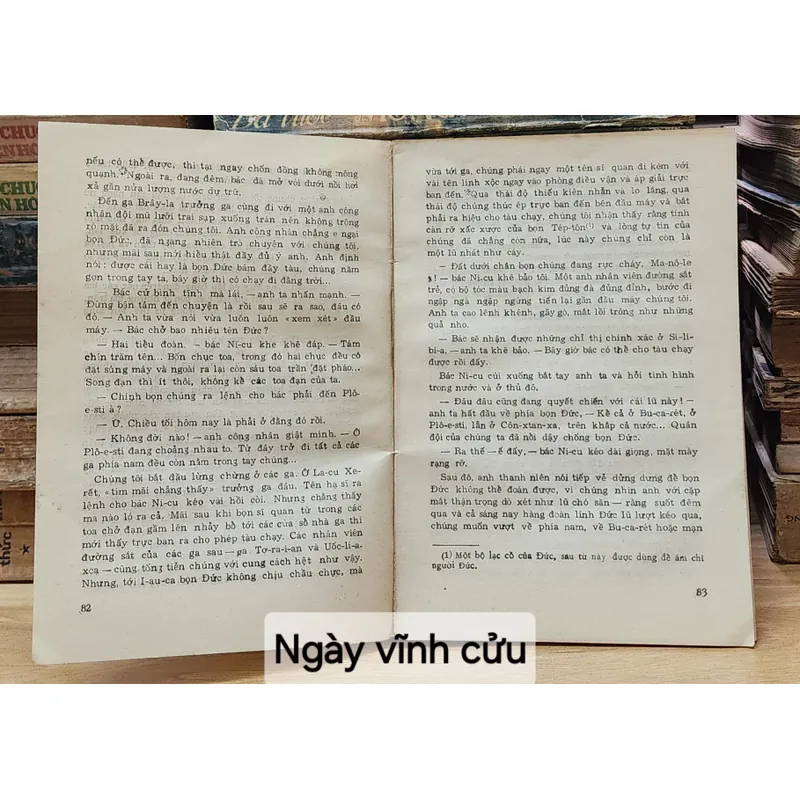 CHUC
EN HO
CHUC
N HO
thức
nếu có thể được, thì tại ngay chốn đồng không mông
quạnh. Ngoài ra, đang đêm, bác đã mở vòi dưới nồi hơi
xả gần nửa lượng nước dự trữ.
Đến ga Brây-la trưởng ga cùng đi với một anh công
nhân đội mũ lưỡi trai sụp xuống trán nên không trông
rõ mặt đã ra đón chúng tôi. Anh công nhân chẳng e ngại
bọn Đức, đã ngang nhiên trò chuyện với chúng tôi,
nhưng mãi sau mới hiểu thật đầy đủ ý anh. Anh định
nói: được cái hay là bọn Đức bám đầy tàu, chúng nằm
gọn trong tay ta, bây giờ thì có chạy đi đằng trời...
— Bác cứ bình tĩnh mà lái, — anh ta nhấn mạnh. —
Đừng bận tâm đến chuyện là rồi sau sẽ ra sao, đâu có
đó. — Anh ta vừa nói vừa luôn luôn «xem xét» đầu
máy. — Bác chở bao nhiêu tên Đức?
— Hai tiểu đoàn. — bác Ni-cu khe khẽ đáp. — Tám
chín trăm tên... Bốn chục toa, trong đó hai chục đều có
đặt súng máy và ngoài ra lại còn sáu toa trần đặt pháo...
Song đạn thì ít thôi, không kể các toa đạn của ta.
— Chính bọn chúng ra lệnh cho bác phải đến Plô-
e-sti à?
— Ừ. Chiều tối hôm nay là phải ở đằng đó rồi.
— Không đời nào! — anh công nhân giật mình. — Ở
Plô-e-sti đang choảng nhau to. Từ đây trở đi tất cả các
ga phía nam đều còn nằm trong tay chúng...
Chúng tôi bắt đầu lừng chừng ở các ga. Ở La-cu Xe-
rét, «tìm mãi chẳng thấy» trưởng ga đâu. Tên hạ sĩ ra
lệnh cho bác Ni-cu kéo vài hồi còi. Nhưng chẳng thấy
ma nào ló ra cả. Mãi sau khi bọn sĩ quan từ trong các
toa chở đạn gầm lên nhảy bổ tới các cửa sổ nhà ga thì
mới thấy trực ban ra cho phép tàu chạy. Các nhân viên
đường sắt của các ga sau — ga Tơ-ra-i-an và Uốc-li-a-
xca — cũng tống tiễn chúng với cung cách hệt như vậy.
Nhưng, tới I-au-ca bọn Đức không chịu chầu chực, mà
82
vừa tới ga, chúng phái ngay một tên sĩ quan đi kèm với
vài tên lính xộc ngay vào phòng điều vận và áp giải trực
ban đến. Qua thái độ thiếu kiên nhẫn và lo lắng, qua
thái độ chúng thúc ép trực ban đến bên đầu máy và bắt
phải ra hiệu cho tàu chạy, chúng tôi nhận thấy rằng tính
càn rỡ xấc xược của bọn Tép-tôn(1) và lòng tự tin của
chúng đã chẳng còn nữa, lúc này chúng chỉ còn là
một lũ nhát như cáy.
— Đất dưới chân bọn chúng đang rực cháy, Ma-nô-le
ạ! — bác Ni-cu khẽ bảo tôi. Một anh nhân viên đường sắt
trẻ, có bộ tóc màu bạch kim đủng đà đủng đỉnh, bước đi
ngập ngà ngập ngừng tiến lại gần đầu máy chúng tôi.
Anh ta cao lênh khênh, gầy gò, mắt lồi trông như những
quả nho.
— Bác sẽ nhận được những chỉ thị chính xác ở Si-li-
bi-a, — anh ta khẽ bảo. — Bây giờ bác có thể cho tàu chạy
được rồi đấy.
Bác Ni-cu cúi xuống bắt tay anh ta và hỏi tình hình
trong nước và ở thủ đô.
— Đâu đâu cũng đang quyết chiến với cái lũ này! —
anh ta hất đầu về phía bọn Đức, — Kể cả ở Bu-ca-rét, ở
Plô-e-sti, lẫn ở Côn-xtan-xa, trên khắp cả nước... Quân
đội của chúng ta đã nổi dậy chống bọn Đức.
— Ra thế — ế đấy, — bác Ni-cu kéo dài giọng, mặt mày
rạng rỡ.
Sau đó, anh thanh niên nói tiếp vẻ dửng dưng để bọn
Đức không thể đoán được, vì chúng nhìn anh với cặp
mắt thận trọng dò xét như lũ chó săn — rằng suốt đêm
qua và cả sáng nay hàng đoàn lính Đức lũ lượt kéo qua,
chúng muốn vượt về phía nam, về Bu-ca-rét hoặc mạn
(1) Một bộ lạc cổ của Đức, sau từ này được dùng để ám chỉ
người Đức.
83
Ngày vĩnh cửu